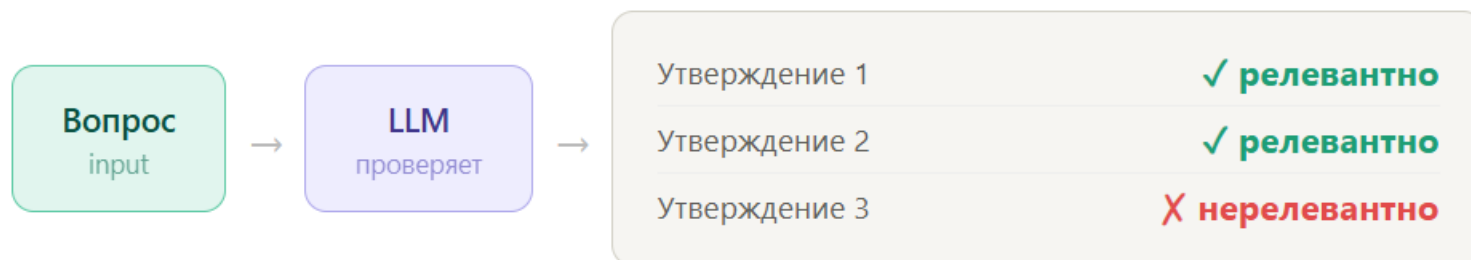 Вопрос
input
→
LLM
проверяет
→
Утверждение 1 ✓ релевантно
Утверждение 2 ✓ релевантно
Утверждение 3 ✗ нерелевантно